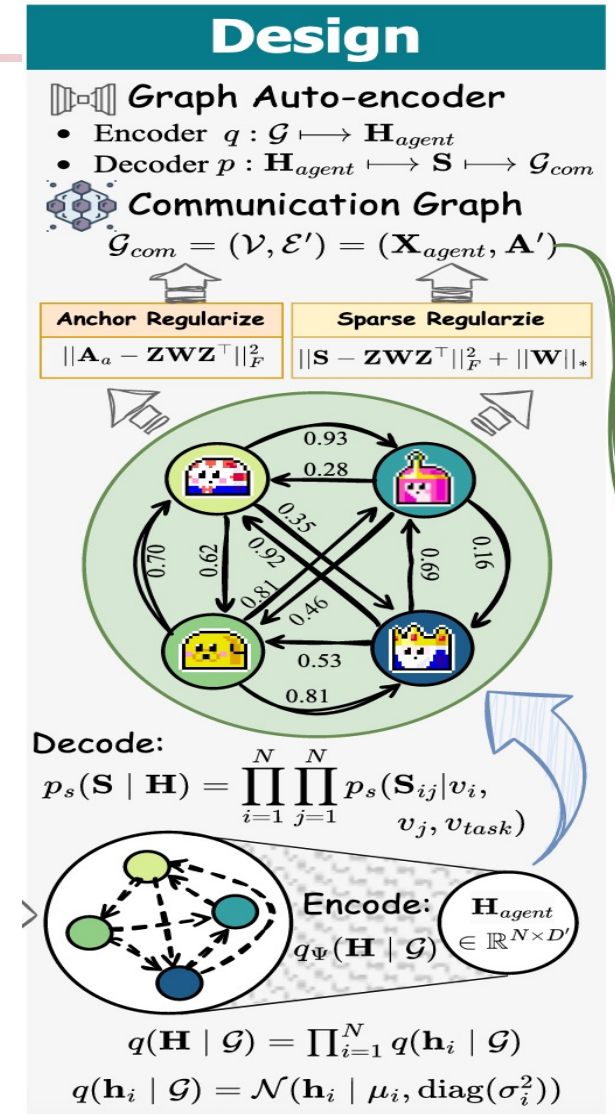 Design
Graph Auto-encoder
• Encoder q : 𝒢 ⟼ H_agent
• Decoder p : H_agent ⟼ S ⟼ 𝒢_com
Communication Graph
𝒢_com = (𝒱, ℰ′) = (X_agent, A′)
Anchor Regularize
||A_a − ZWZ^⊤||_F^2
Sparse Regularzie
||S − ZWZ^⊤||_F^2 + ||W||_*
0.93
0.28
0.35
0.70
0.62
0.92
0.69
0.16
0.81
0.46
0.53
0.81
Decode:
p_s(S | H) = ∏_{i=1}^{N} ∏_{j=1}^{N} p_s(S_ij|v_i,
v_j, v_task)
Encode:
q_Ψ(H | 𝒢)
H_agent
∈ ℝ^{N×D′}
q(H | 𝒢) = ∏_{i=1}^{N} q(h_i | 𝒢)
q(h_i | 𝒢) = 𝒩(h_i | μ_i, diag(σ_i^2))